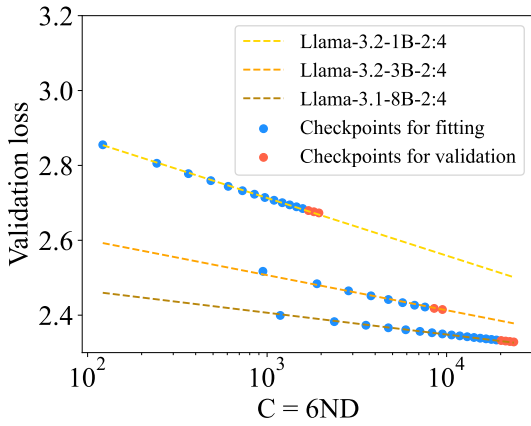 3.2
3.0
2.8
2.6
2.4
Validation loss
Llama-3.2-1B-2:4
Llama-3.2-3B-2:4
Llama-3.1-8B-2:4
Checkpoints for fitting
Checkpoints for validation
10² 10³ 10⁴
C = 6ND